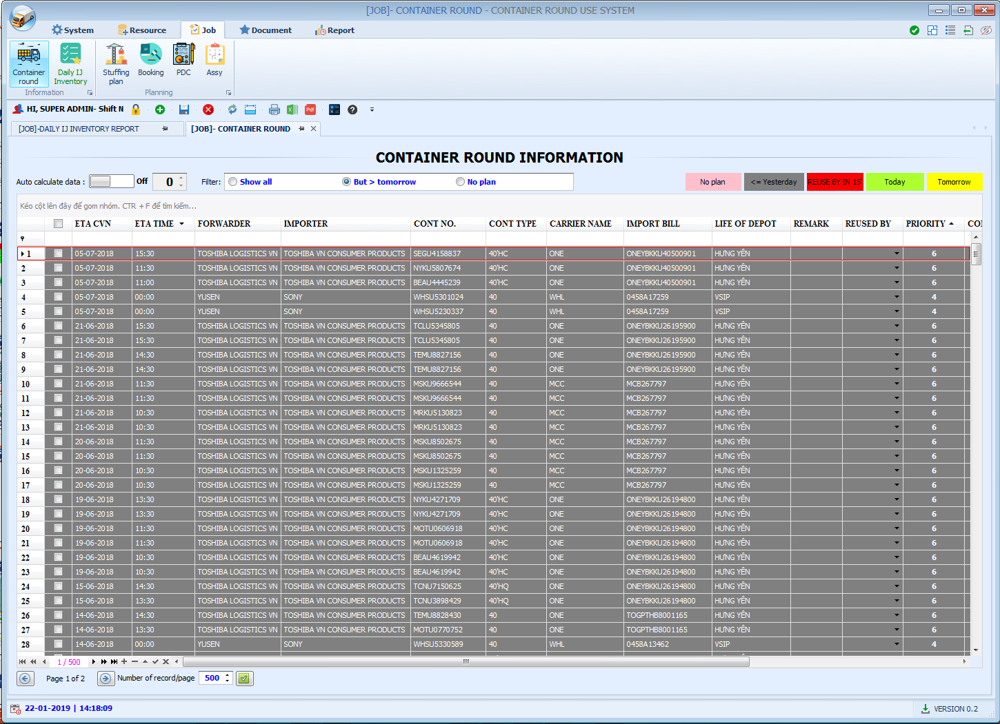 [JOB]- CONTAINER ROUND - CONTAINER ROUND USE SYSTEM
System Resource Job Document Report
Container round Daily IJ Inventory Stuffing plan Booking PDC Assy
Information Planning
HI, SUPER ADMIN- Shift N
[JOB]-DAILY IJ INVENTORY REPORT [JOB]- CONTAINER ROUND
CONTAINER ROUND INFORMATION
Auto calculate data : Off 0 Filter: Show all But > tomorrow No plan No plan <= Yesterday REUSE BY IN 15' Today Tomorrow
Kéo cột lên đây để gom nhóm. CTR + F để tìm kiếm...
ETA CVN ETA TIME FORWARDER IMPORTER CONT NO. CONT TYPE CARRIER NAME IMPORT BILL LIFE OF DEPOT REMARK REUSED BY PRIORITY
1 05-07-2018 15:30 TOSHIBA LOGISTICS VN TOSHIBA VN CONSUMER PRODUCTS SEGU4158837 40'HC ONE ONEYBKKU40500901 HƯNG YÊN 6
2 05-07-2018 11:30 TOSHIBA LOGISTICS VN TOSHIBA VN CONSUMER PRODUCTS NYKU5807674 40'HC ONE ONEYBKKU40500901 HƯNG YÊN 6
3 05-07-2018 11:00 TOSHIBA LOGISTICS VN TOSHIBA VN CONSUMER PRODUCTS BEAU4445239 40'HC ONE ONEYBKKU40500901 HƯNG YÊN 6
4 05-07-2018 00:00 YUSEN SONY WHSU5301024 40 WHL 0458A17259 VSIP 4
5 05-07-2018 00:00 YUSEN SONY WHSU5230337 40 WHL 0458A17259 VSIP 4
6 21-06-2018 15:30 TOSHIBA LOGISTICS VN TOSHIBA VN CONSUMER PRODUCTS TCLU5345805 40 ONE ONEYBKKU26195900 HƯNG YÊN 6
7 21-06-2018 15:30 TOSHIBA LOGISTICS VN TOSHIBA VN CONSUMER PRODUCTS TCLU5345805 40 ONE ONEYBKKU26195900 HƯNG YÊN 6
8 21-06-2018 14:30 TOSHIBA LOGISTICS VN TOSHIBA VN CONSUMER PRODUCTS TEMU8827156 40 ONE ONEYBKKU26195900 HƯNG YÊN 6
9 21-06-2018 14:30 TOSHIBA LOGISTICS VN TOSHIBA VN CONSUMER PRODUCTS TEMU8827156 40 ONE ONEYBKKU26195900 HƯNG YÊN 6
10 21-06-2018 11:30 TOSHIBA LOGISTICS VN TOSHIBA VN CONSUMER PRODUCTS MSKU9666544 40 MCC MCB267797 HƯNG YÊN 6
11 21-06-2018 11:30 TOSHIBA LOGISTICS VN TOSHIBA VN CONSUMER PRODUCTS MSKU9666544 40 MCC MCB267797 HƯNG YÊN 6
12 21-06-2018 10:30 TOSHIBA LOGISTICS VN TOSHIBA VN CONSUMER PRODUCTS MRKU5130823 40 MCC MCB267797 HƯNG YÊN 6
13 21-06-2018 10:30 TOSHIBA LOGISTICS VN TOSHIBA VN CONSUMER PRODUCTS MRKU5130823 40 MCC MCB267797 HƯNG YÊN 6
14 20-06-2018 11:30 TOSHIBA LOGISTICS VN TOSHIBA VN CONSUMER PRODUCTS MSKU8502675 40 MCC MCB267797 HƯNG YÊN 6
15 20-06-2018 11:30 TOSHIBA LOGISTICS VN TOSHIBA VN CONSUMER PRODUCTS MSKU8502675 40 MCC MCB267797 HƯNG YÊN 6
16 20-06-2018 10:30 TOSHIBA LOGISTICS VN TOSHIBA VN CONSUMER PRODUCTS MSKU1325259 40 MCC MCB267797 HƯNG YÊN 6
17 20-06-2018 10:30 TOSHIBA LOGISTICS VN TOSHIBA VN CONSUMER PRODUCTS MSKU1325259 40 MCC MCB267797 HƯNG YÊN 6
18 19-06-2018 13:30 TOSHIBA LOGISTICS VN TOSHIBA VN CONSUMER PRODUCTS NYKU4271709 40'HC ONE ONEYBKKU26194800 HƯNG YÊN 6
19 19-06-2018 13:30 TOSHIBA LOGISTICS VN TOSHIBA VN CONSUMER PRODUCTS NYKU4271709 40'HC ONE ONEYBKKU26194800 HƯNG YÊN 6
20 19-06-2018 11:30 TOSHIBA LOGISTICS VN TOSHIBA VN CONSUMER PRODUCTS MOTU0606918 40'HC ONE ONEYBKKU26194800 HƯNG YÊN 6
21 19-06-2018 11:30 TOSHIBA LOGISTICS VN TOSHIBA VN CONSUMER PRODUCTS MOTU0606918 40'HC ONE ONEYBKKU26194800 HƯNG YÊN 6
22 19-06-2018 10:30 TOSHIBA LOGISTICS VN TOSHIBA VN CONSUMER PRODUCTS BEAU4619942 40'HC ONE ONEYBKKU26194800 HƯNG YÊN 6
23 19-06-2018 10:30 TOSHIBA LOGISTICS VN TOSHIBA VN CONSUMER PRODUCTS BEAU4619942 40'HC ONE ONEYBKKU26194800 HƯNG YÊN 6
24 15-06-2018 14:30 TOSHIBA LOGISTICS VN TOSHIBA VN CONSUMER PRODUCTS TCNU7150625 40'HQ ONE ONEYBKKU26194800 HƯNG YÊN 6
25 15-06-2018 13:30 TOSHIBA LOGISTICS VN TOSHIBA VN CONSUMER PRODUCTS TCNU3898429 40'HQ ONE ONEYBKKU26194800 HƯNG YÊN 6
26 14-06-2018 14:30 TOSHIBA LOGISTICS VN TOSHIBA VN CONSUMER PRODUCTS TEMU8828430 40 ONE TOGPTHB8001165 HƯNG YÊN 6
27 14-06-2018 13:30 TOSHIBA LOGISTICS VN TOSHIBA VN CONSUMER PRODUCTS MOTU0770752 40 ONE TOGPTHB8001165 HƯNG YÊN 6
28 14-06-2018 00:00 YUSEN SONY WHSU5330589 40 WHL 0458A13462 VSIP 4
1 / 500
Page 1 of 2 Number of record/page 500
22-01-2019 | 14:18:09 VERSION 0.2